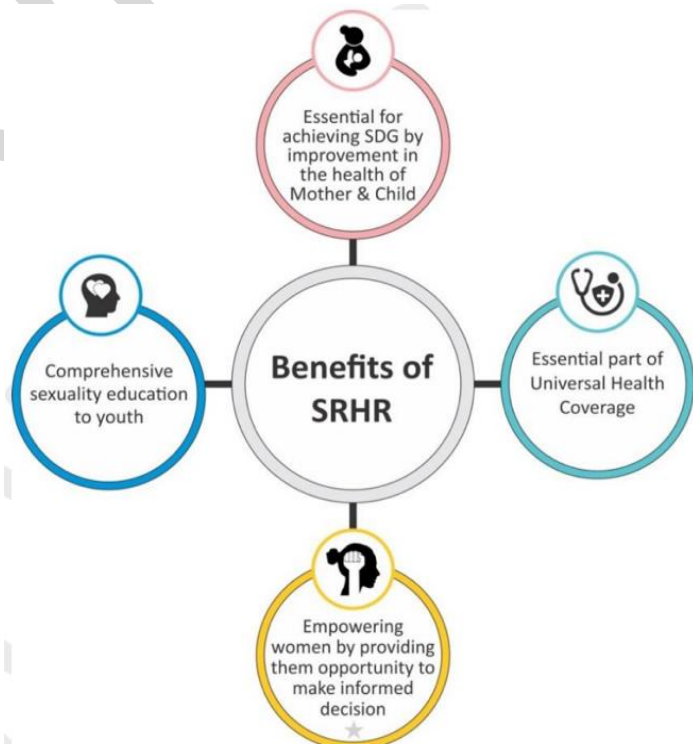 Essential for
achieving SDG by
improvement in
the health of
Mother & Child
Comprehensive
sexuality education
to youth
Benefits of
SRHR
Essential part of
Universal Health
Coverage
Empowering
women by providing
them opportunity to
make informed
decision